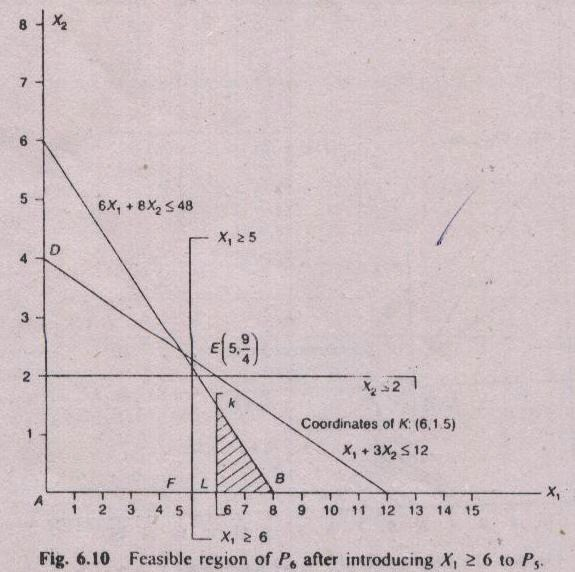 8 X₂
7
6
5
6X₁ + 8X₂ ≤ 48
X₁ ≥ 5
4 D
3
E(5, 9/4)
2
X₂ ≤ 2
k
Coordinates of K: (6,1.5)
1
X₁ + 3X₂ ≤ 12
F L B
A
X₁
1 2 3 4 5 6 7 8 9 10 11 12 13 14 15
X₁ ≥ 6
Fig. 6.10 Feasible region of P₆ after introducing X₁ ≥ 6 to P₅.